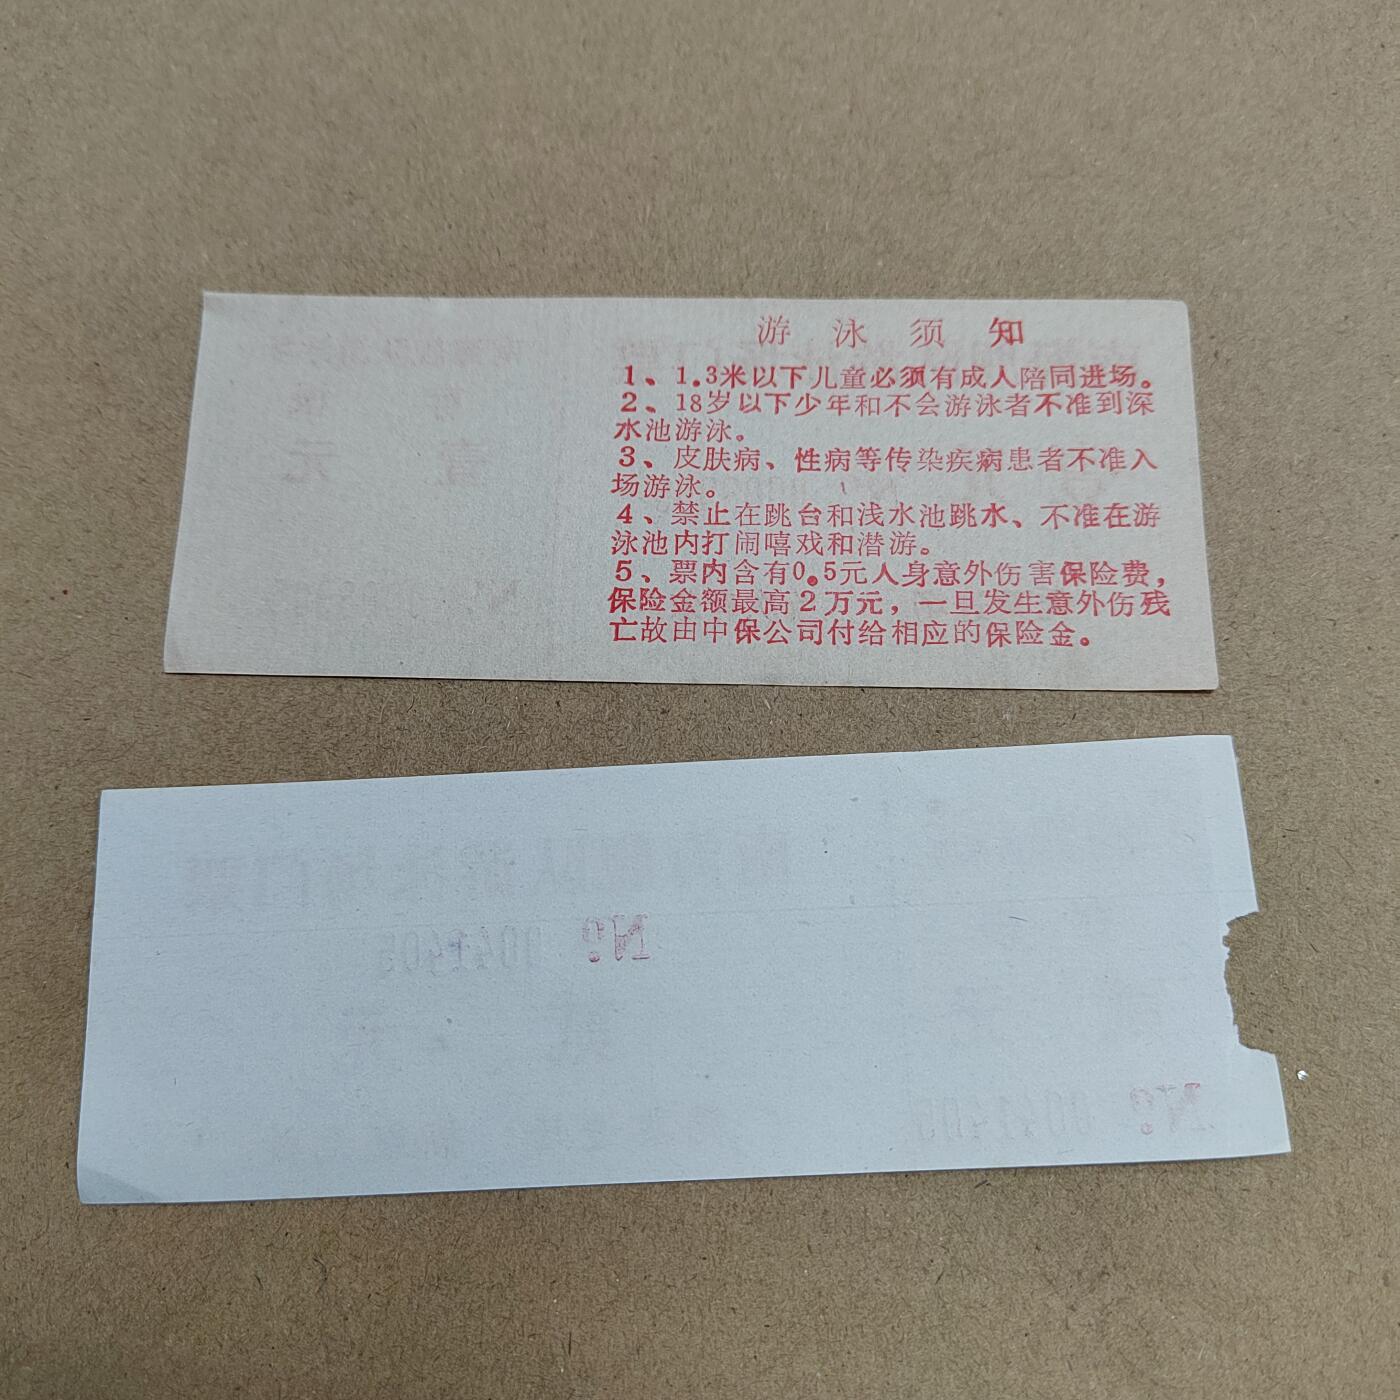 游泳须知
1、1.3米以下儿童必须有成人陪同进场。
2、18岁以下少年和不会游泳者不准到深
水池游泳。
3、皮肤病、性病等传染疾病患者不准入
场游泳。
4、禁止在跳台和浅水池跳水、不准在游
泳池内打闹嘻戏和潜游。
5、票内含有0.5元人身意外伤害保险费，
保险金额最高2万元，一旦发生意外伤残
亡故由中保公司付给相应的保险金。